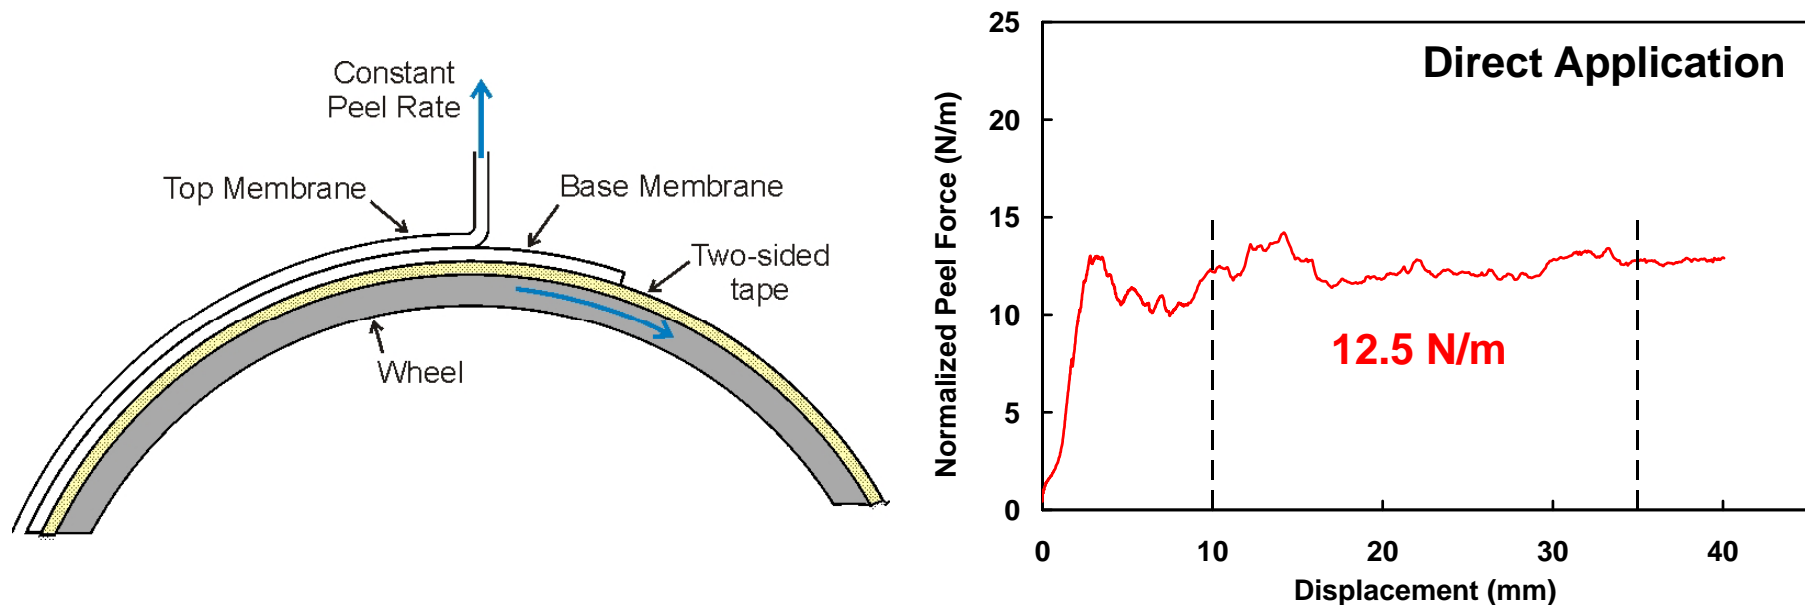 Constant
Peel Rate
Top Membrane
Base Membrane
Two-sided
tape
Wheel
Direct Application
Normalized Peel Force (N/m)
25
20
15
10
5
0
12.5 N/m
0 10 20 30 40
Displacement (mm)